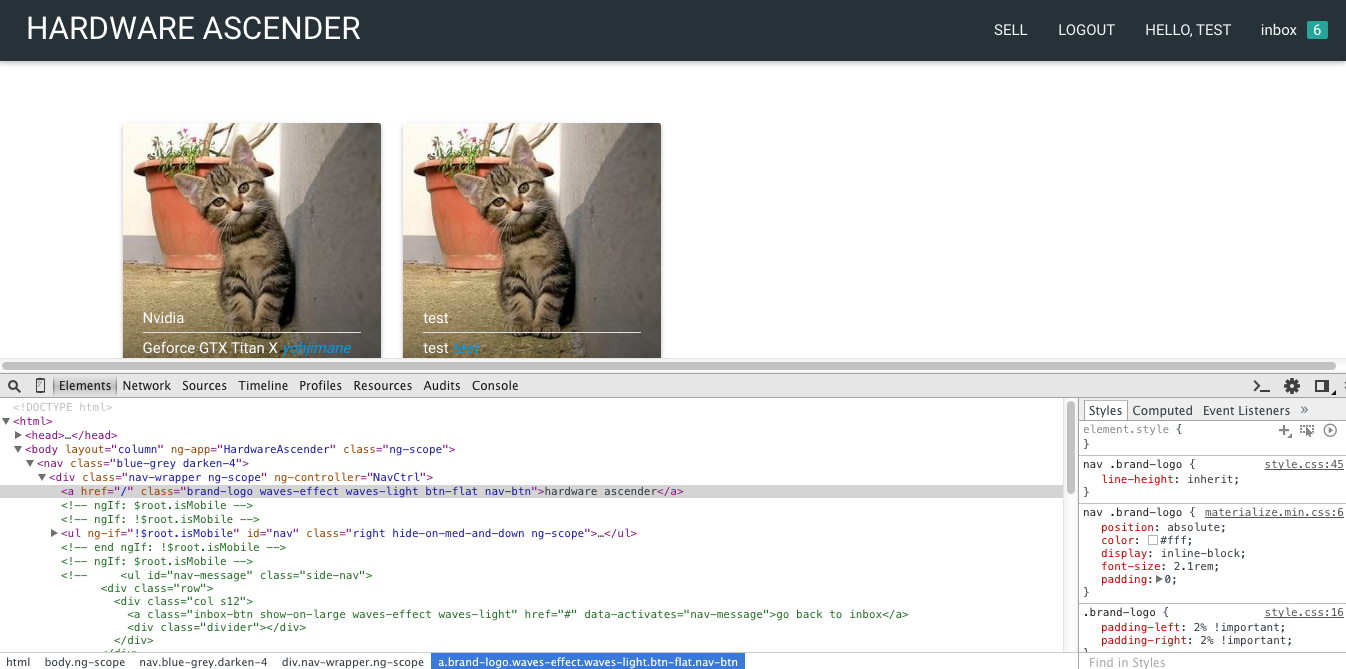 HARDWARE ASCENDER
SELL LOGOUT HELLO, TEST inbox 6
Nvidia
Geforce GTX Titan X yghijmane
test
test test
Elements Network Sources Timeline Profiles Resources Audits Console
<!DOCTYPE html>
<html>
<head>…</head>
<body layout="column" ng-app="HardwareAscender" class="ng-scope">
<nav class="blue-grey darken-4">
<div class="nav-wrapper ng-scope" ng-controller="NavCtrl">
<a href="/" class="brand-logo waves-effect waves-light btn-flat nav-btn">hardware ascender</a>
<!-- ngIf: $root.isMobile -->
<!-- ngIf: !$root.isMobile -->
<ul ng-if="!$root.isMobile" id="nav" class="right hide-on-med-and-down ng-scope">…</ul>
<!-- end ngIf: !$root.isMobile -->
<!-- ngIf: $root.isMobile -->
<!-- <ul id="nav-message" class="side-nav">
<div class="row">
<div class="col s12">
<a class="inbox-btn show-on-large waves-effect waves-light" href="#" data-activates="nav-message">go back to inbox</a>
<div class="divider"></div>
</div>
html body.ng-scope nav.blue-grey.darken-4 div.nav-wrapper.ng-scope a.brand-logo.waves-effect.waves-light.btn-flat.nav-btn
Styles Computed Event Listeners »
element.style {
}
nav .brand-logo { style.css:45
line-height: inherit;
}
nav .brand-logo { materialize.min.css:6
position: absolute;
color: #fff;
display: inline-block;
font-size: 2.1rem;
padding: 0;
}
.brand-logo { style.css:16
padding-left: 2% !important;
padding-right: 2% !important;
Find in Styles